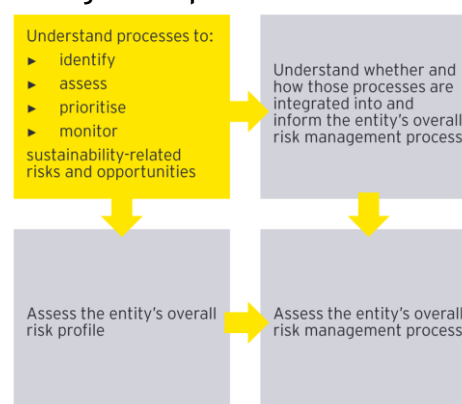 Understand processes to:
► identify
► assess
► prioritise
► monitor
sustainability-related
risks and opportunities
Understand whether and
how those processes are
integrated into and
inform the entity's overall
risk management process
Assess the entity's overall
risk profile
Assess the entity's overall
risk management process